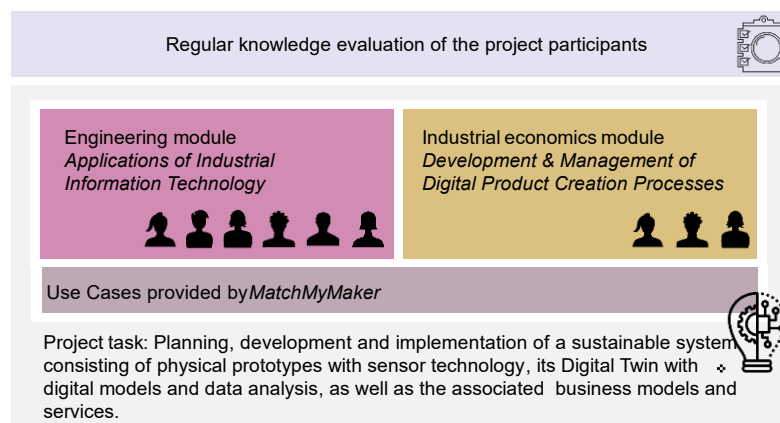 Regular knowledge evaluation of the project participants
Engineering module
Applications of Industrial
Information Technology
Industrial economics module
Development & Management of
Digital Product Creation Processes
Use Cases provided byMatchMyMaker
Project task: Planning, development and implementation of a sustainable system
consisting of physical prototypes with sensor technology, its Digital Twin with
digital models and data analysis, as well as the associated  business models and
services.